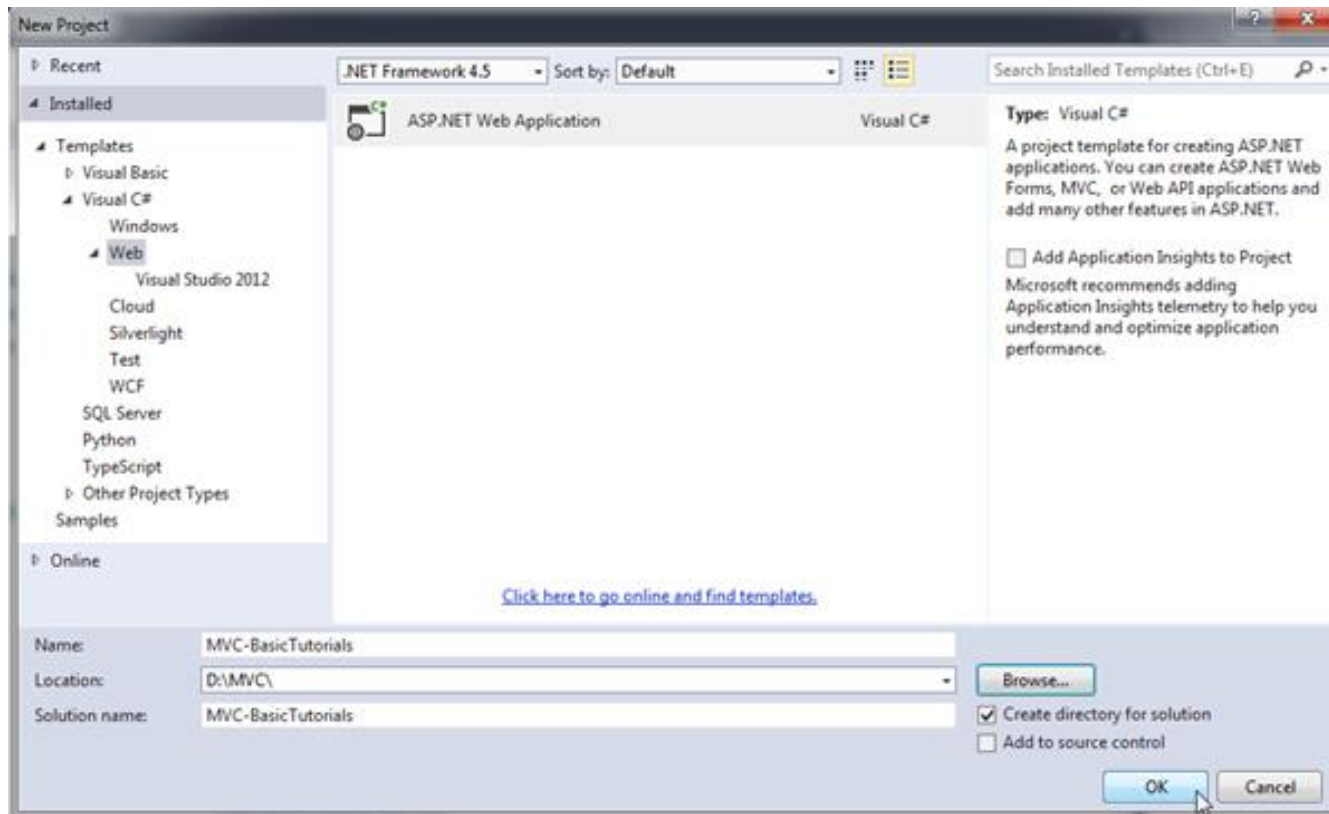 New Project
Recent
Installed
Templates
Visual Basic
Visual C#
Windows
Web
Visual Studio 2012
Cloud
Silverlight
Test
WCF
SQL Server
Python
TypeScript
Other Project Types
Samples
Online
.NET Framework 4.5 Sort by: Default
C# ASP.NET Web Application Visual C#
Click here to go online and find templates.
Search Installed Templates (Ctrl+E)
Type: Visual C#
A project template for creating ASP.NET
applications. You can create ASP.NET Web
Forms, MVC, or Web API applications and
add many other features in ASP.NET.
Add Application Insights to Project
Microsoft recommends adding
Application Insights telemetry to help you
understand and optimize application
performance.
Name: MVC-BasicTutorials
Location: D:\MVC\
Solution name: MVC-BasicTutorials
Browse...
Create directory for solution
Add to source control
OK Cancel